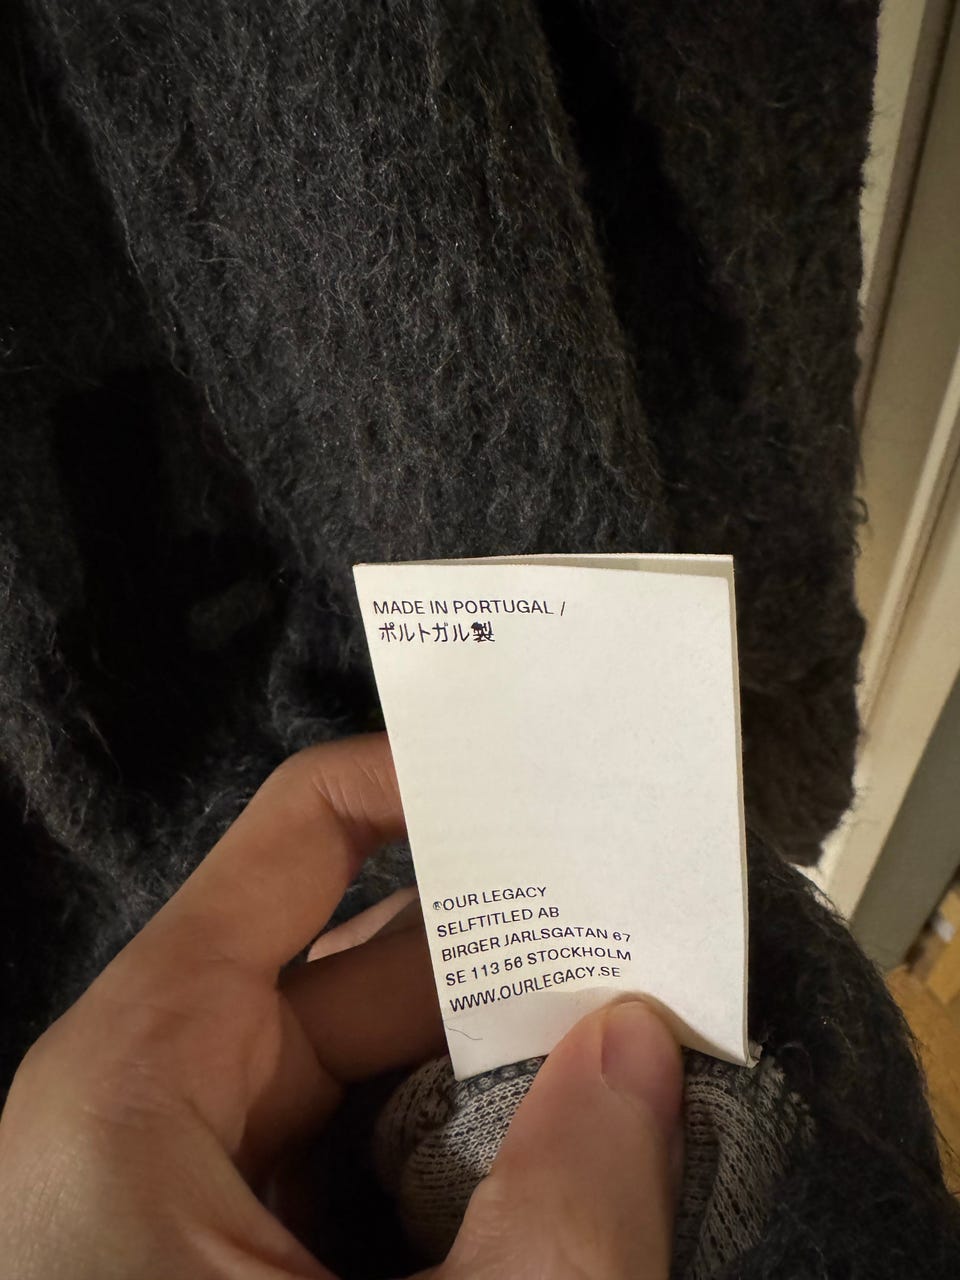 MADE IN PORTUGAL /
ポルトガル製
®OUR LEGACY
SELFTITLED AB
BIRGER JARLSGATAN 67
SE 113 56 STOCKHOLM
WWW.OURLEGACY.SE